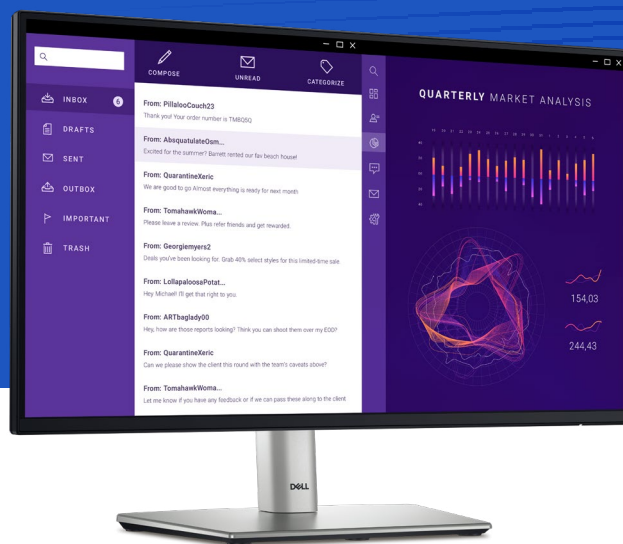 COMPOSE
UNREAD
CATEGORIZE
INBOX 6
DRAFTS
SENT
OUTBOX
IMPORTANT
TRASH
From: PillalooCouch23
Thank you! Your order number is TMBQ5Q
From: AbsquatulateOsm...
Excited for the summer? Barrett rented our fav beach house!
From: QuarantineXeric
We are good to go Almost everything is ready for next month
From: TomahawkWoma...
Please leave a review. Plus refer friends and get rewarded.
From: Georgiemyers2
Deals you've been looking for. Grab 40% select styles for this limited-time sale.
From: LollapaloosaPotat...
Hey Michael! I'll get that right to you.
From: ARTbaglady00
Hey, how are those reports looking? Think you can shoot them over my EOD?
From: QuarantineXeric
Can we please show the client this round with the team's caveats above?
From: TomahawkWoma...
Let me know if you have any feedback or if we can pass these along to the client
QUARTERLY MARKET ANALYSIS
154,03
244,43
DELL